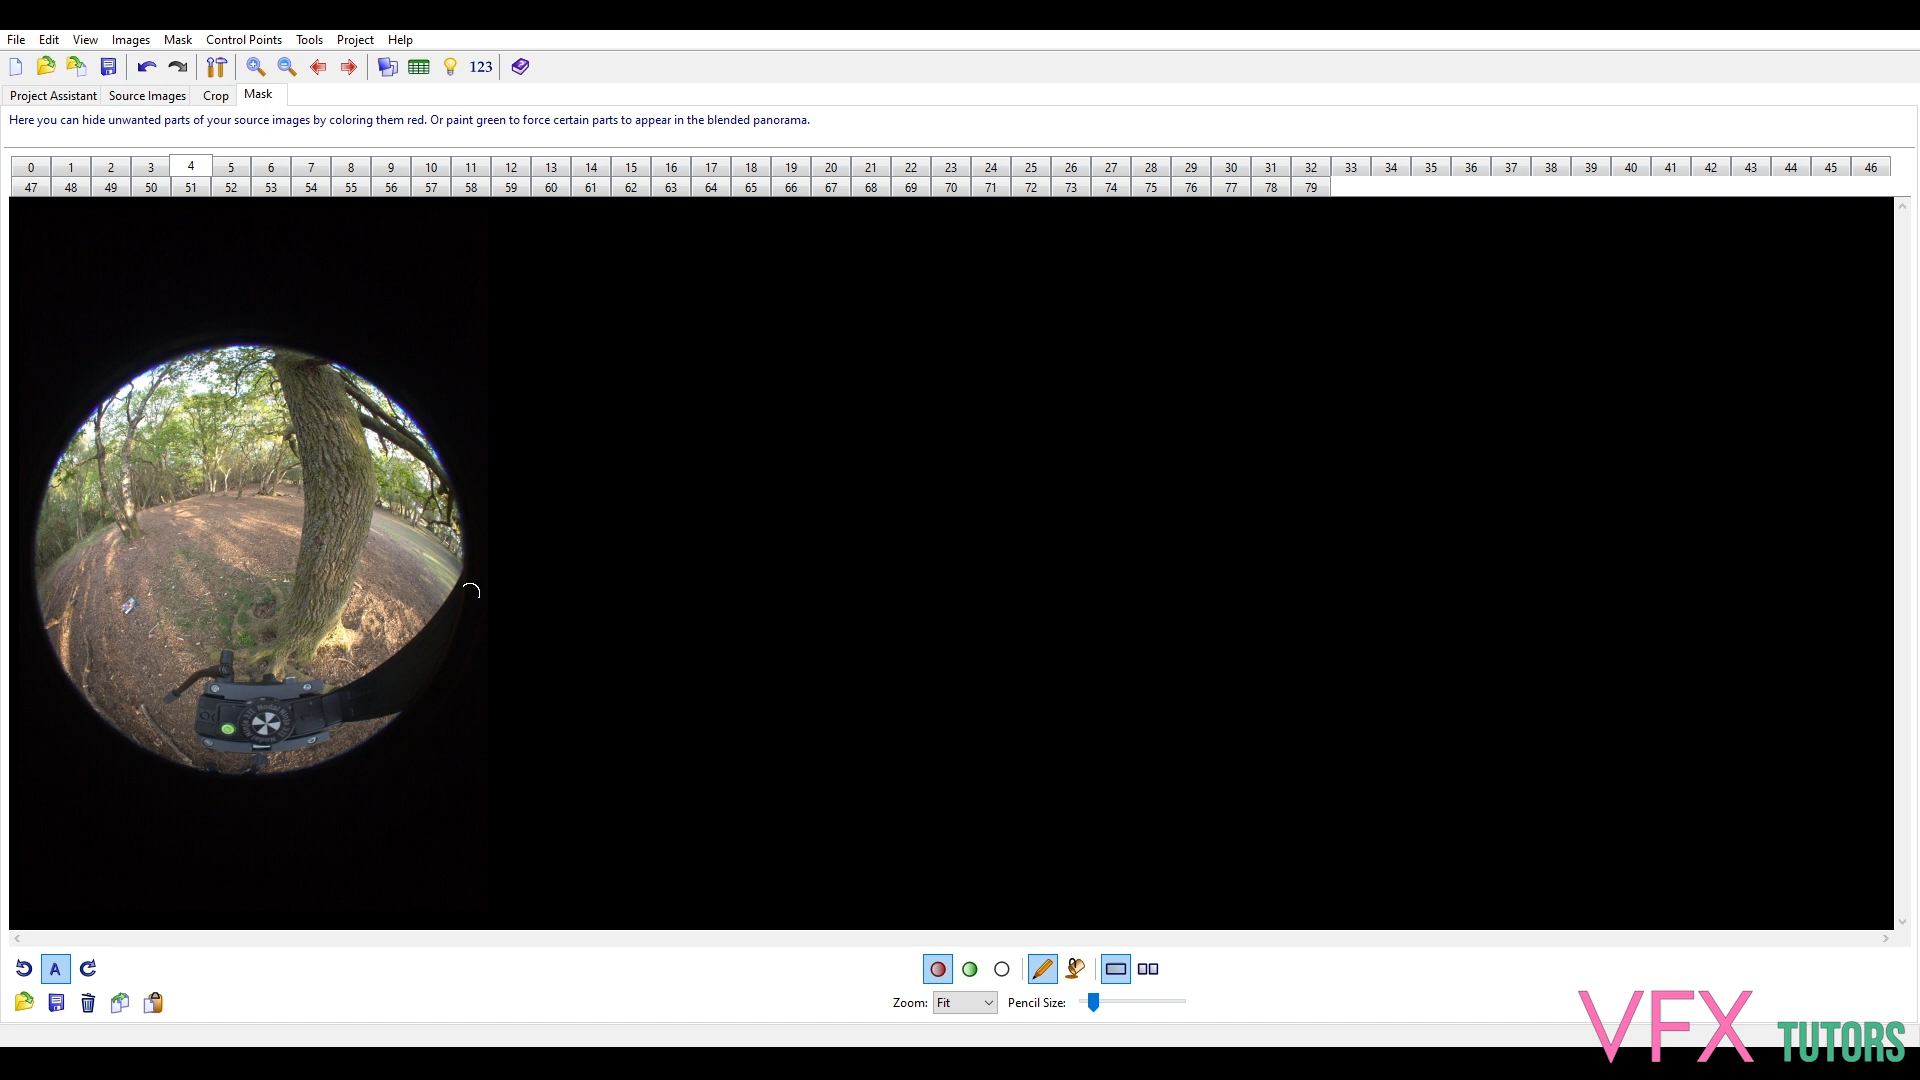 File Edit View Images Mask Control Points Tools Project Help
123
Project Assistant Source Images Crop Mask
Here you can hide unwanted parts of your source images by coloring them red. Or paint green to force certain parts to appear in the blended panorama.
0 1 2 3 4 5 6 7 8 9 10 11 12 13 14 15 16 17 18 19 20 21 22 23 24 25 26 27 28 29 30 31 32 33 34 35 36 37 38 39 40 41 42 43 44 45 46
47 48 49 50 51 52 53 54 55 56 57 58 59 60 61 62 63 64 65 66 67 68 69 70 71 72 73 74 75 76 77 78 79
A
Zoom: Fit Pencil Size:
VFX TUTORS